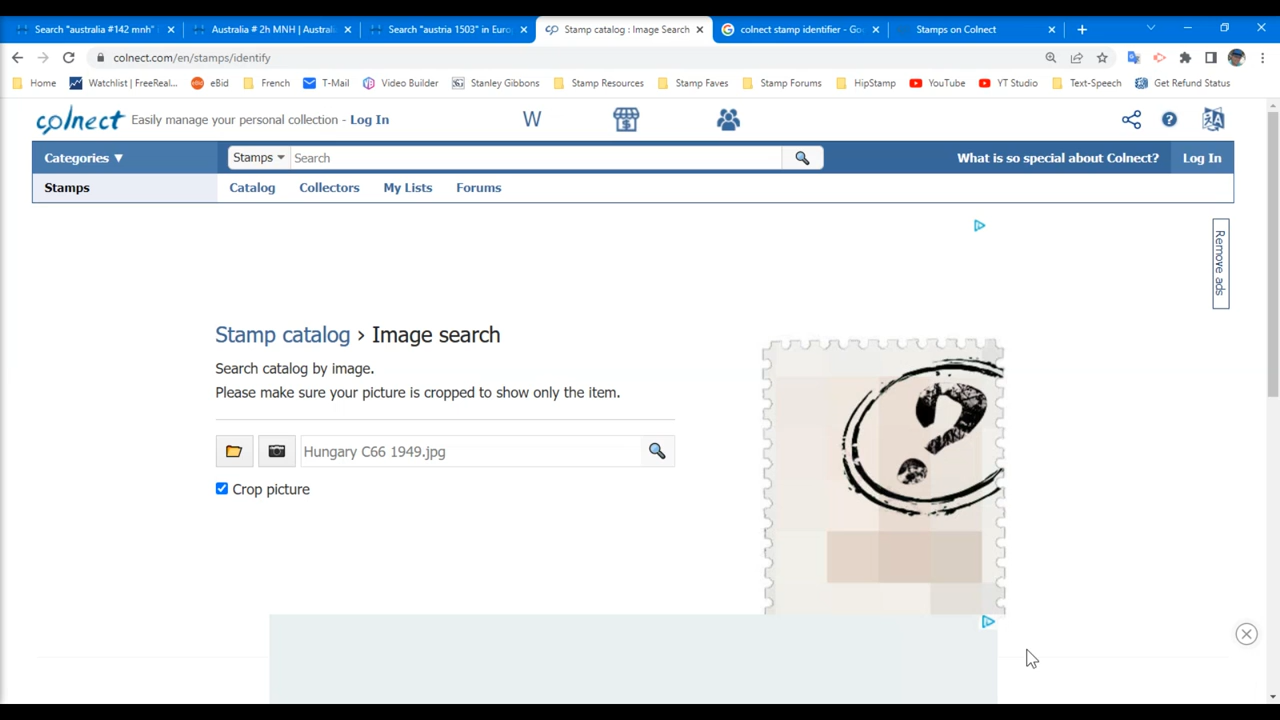 Search "australia #142 mnh"
Australia # 2h MNH | Austral
Search "austria 1503" in Euro
Stamp catalog : Image Search
colnect stamp identifier - Goo
Stamps on Colnect
colnect.com/en/stamps/identify
Home
Watchlist | FreeReal...
eBid
French
T-Mail
Video Builder
Stanley Gibbons
Stamp Resources
Stamp Faves
Stamp Forums
HipStamp
YouTube
YT Studio
Text-Speech
Get Refund Status
colnect Easily manage your personal collection - Log In
W
Categories ▼
Stamps
Search
What is so special about Colnect?
Log In
Stamps
Catalog
Collectors
My Lists
Forums
Remove ads
Stamp catalog › Image search
Search catalog by image.
Please make sure your picture is cropped to show only the item.
Hungary C66 1949.jpg
Crop picture
?